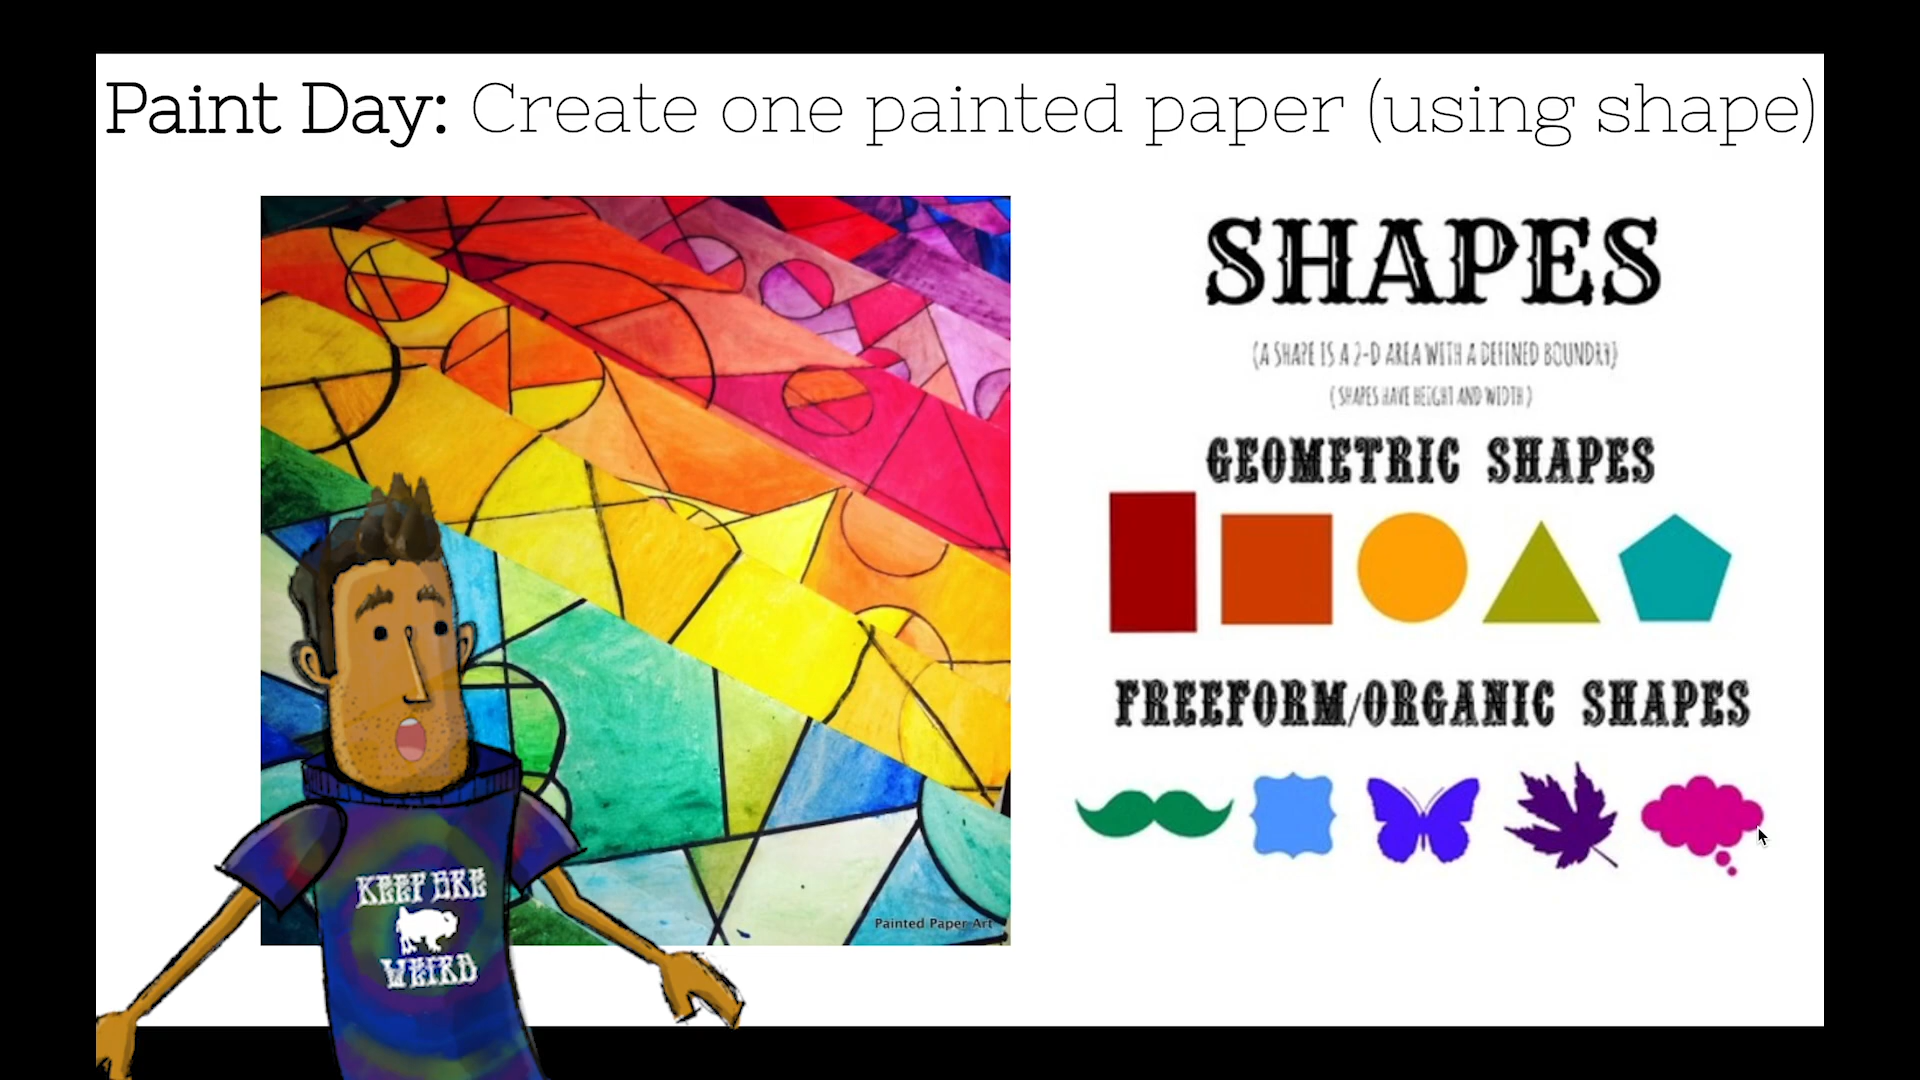 Paint Day: Create one painted paper (using shape)
SHAPES
(A SHAPE IS A 2-D AREA WITH A DEFINED BOUNDRY)
(SHAPES HAVE HEIGHT AND WIDTH)
GEOMETRIC SHAPES
FREEFORM/ORGANIC SHAPES
Painted Paper Art
KEEP BKE
WEIRD